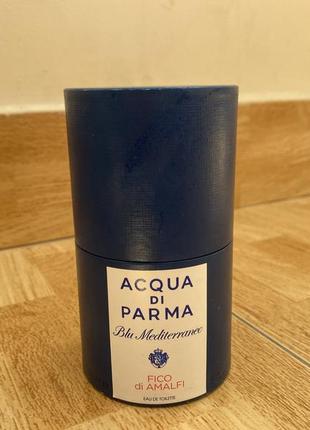 ACQUA
DI
PARMA
Blu Mediterraneo
FICO
di AMALFI
EAU DE TOILETTE